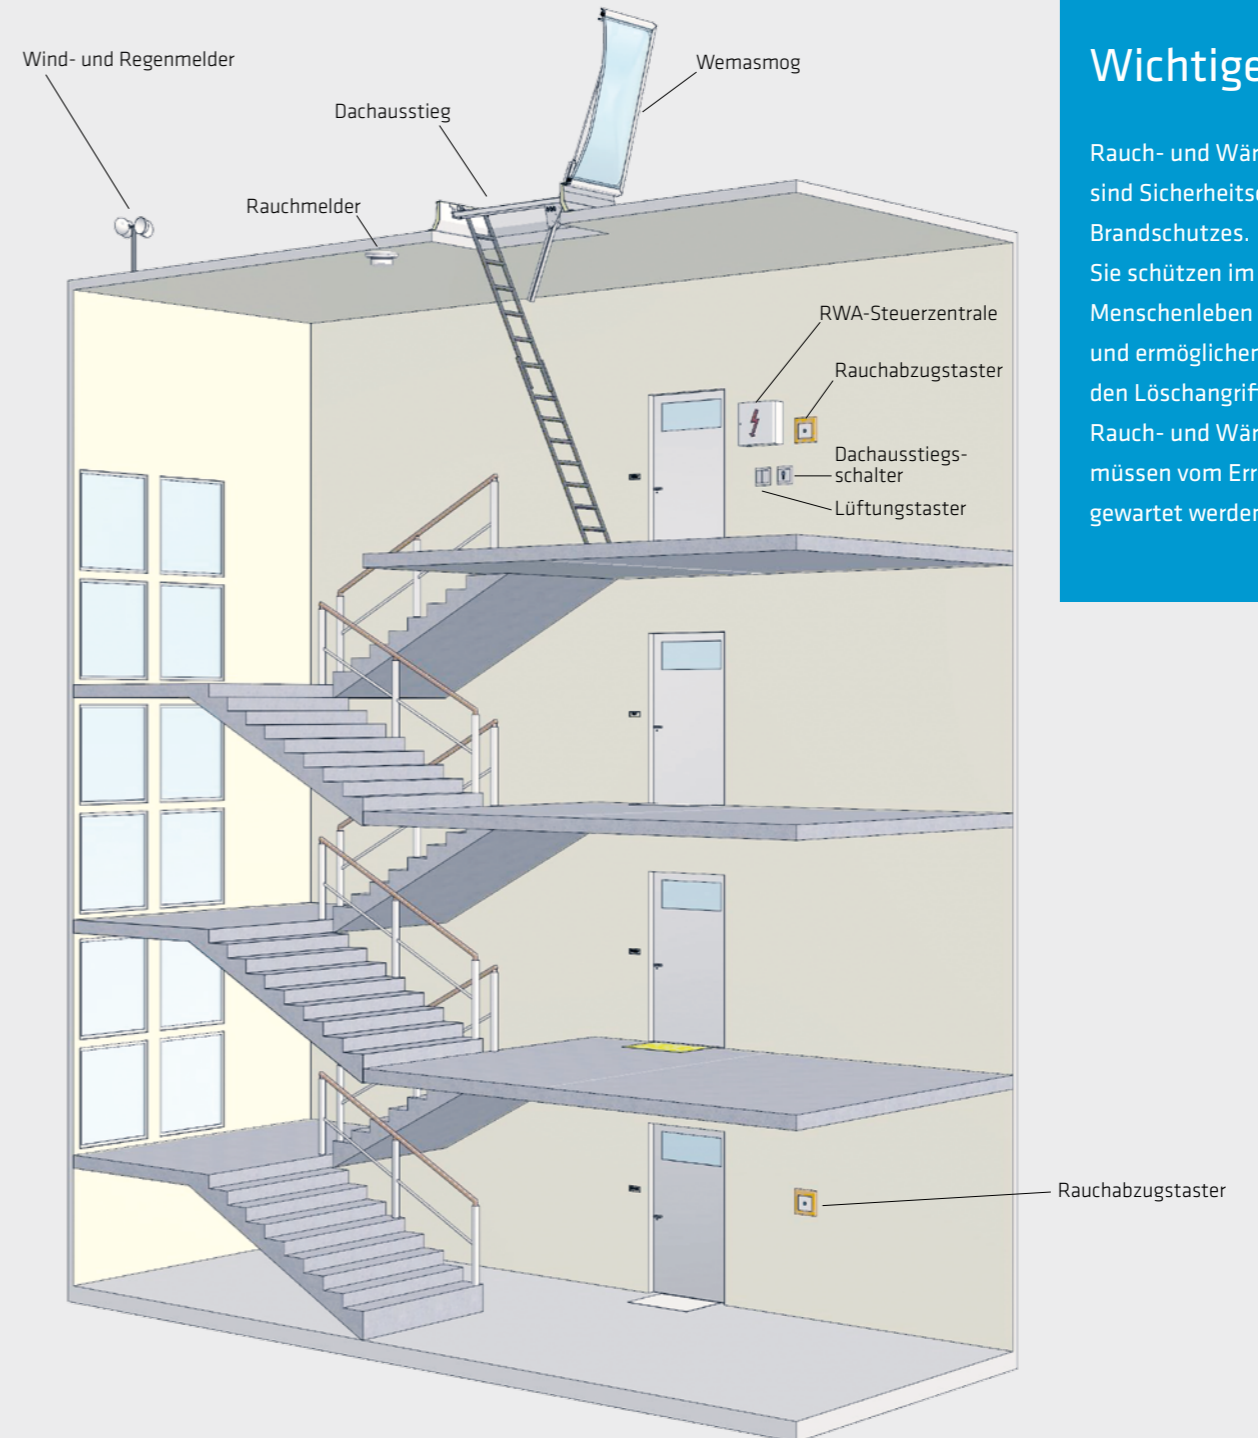 Wind- und Regenmelder
Wemasmog
Dachausstieg
Rauchmelder
RWA-Steuerzentrale
Rauchabzugstaster
Dachausstiegs-
schalter
Lüftungstaster
Rauchabzugstaster
Wichtige
Rauch- und Wär
sind Sicherheits
Brandschutzes.
Sie schützen im
Menschenleben
und ermögliche
den Löschangrif
Rauch- und Wär
müssen vom Err
gewartet werde